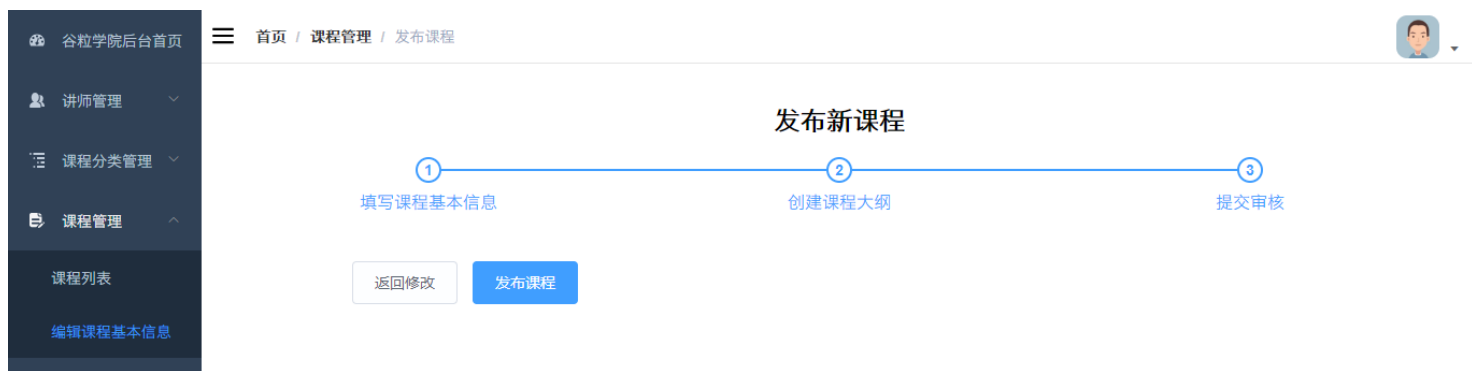 谷粒学院后台首页
首页 / 课程管理 / 发布课程
讲师管理
课程分类管理
课程管理
课程列表
编辑课程基本信息
发布新课程
1 2 3
填写课程基本信息 创建课程大纲 提交审核
返回修改 发布课程